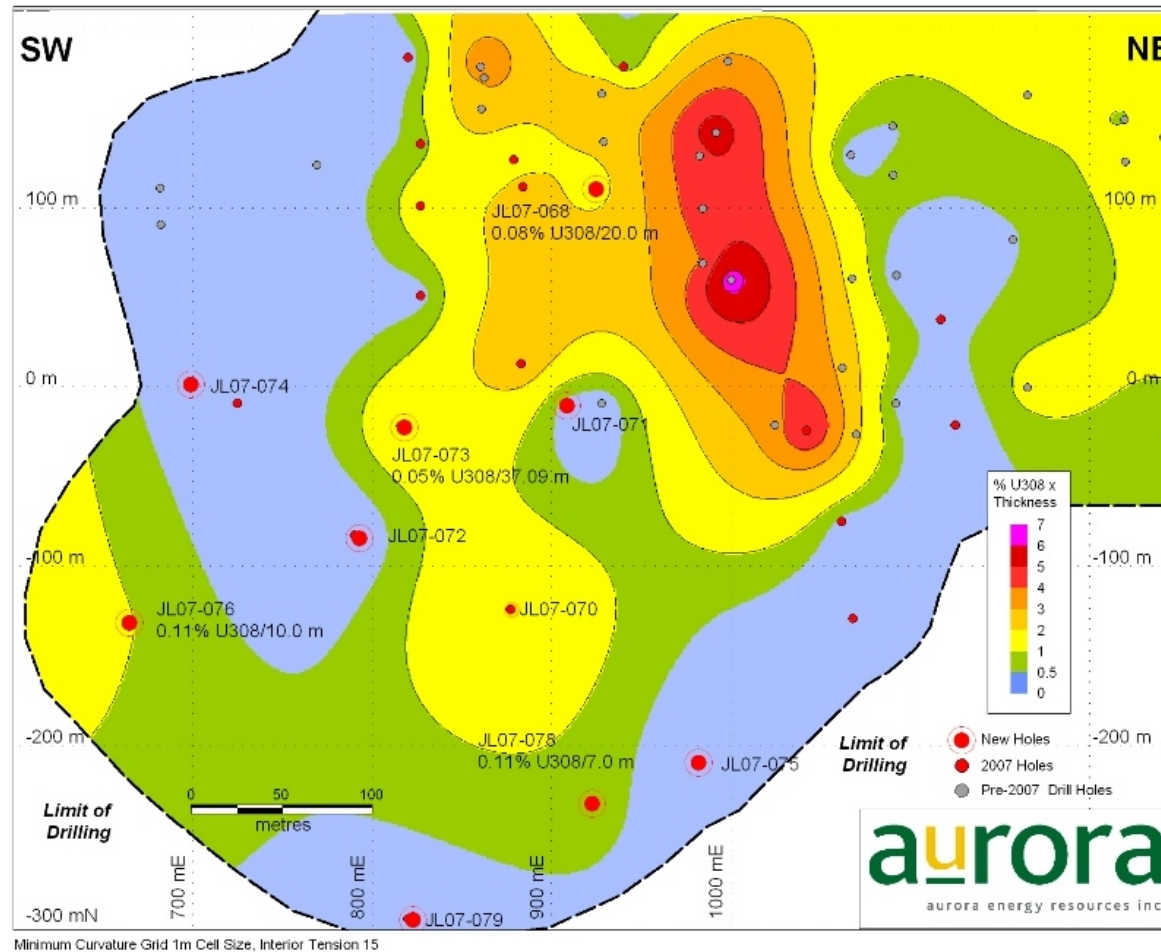 SW
NE
JL07-068
0.08% U308/20.0 m
100 m
100 m
JL07-074
0 m
0 m
JL07-071
JL07-073
0.05% U308/37.09 m
JL07-072
-100 m
-100 m
JL07-076
0.11% U308/10.0 m
JL07-070
% U308 x
Thickness
7
6
5
4
3
2
1
0.5
0
JL07-078
0.11% U308/7.0 m
JL07-075
-200 m
-200 m
Limit of
Drilling
New Holes
2007 Holes
Pre-2007 Drill Holes
0 50 100
metres
Limit of
Drilling
700 mE
800 mE
900 mE
1000 mE
-300 mN
JL07-079
aurora
aurora energy resources inc
Minimum Curvature Grid 1m Cell Size, Interior Tension 15